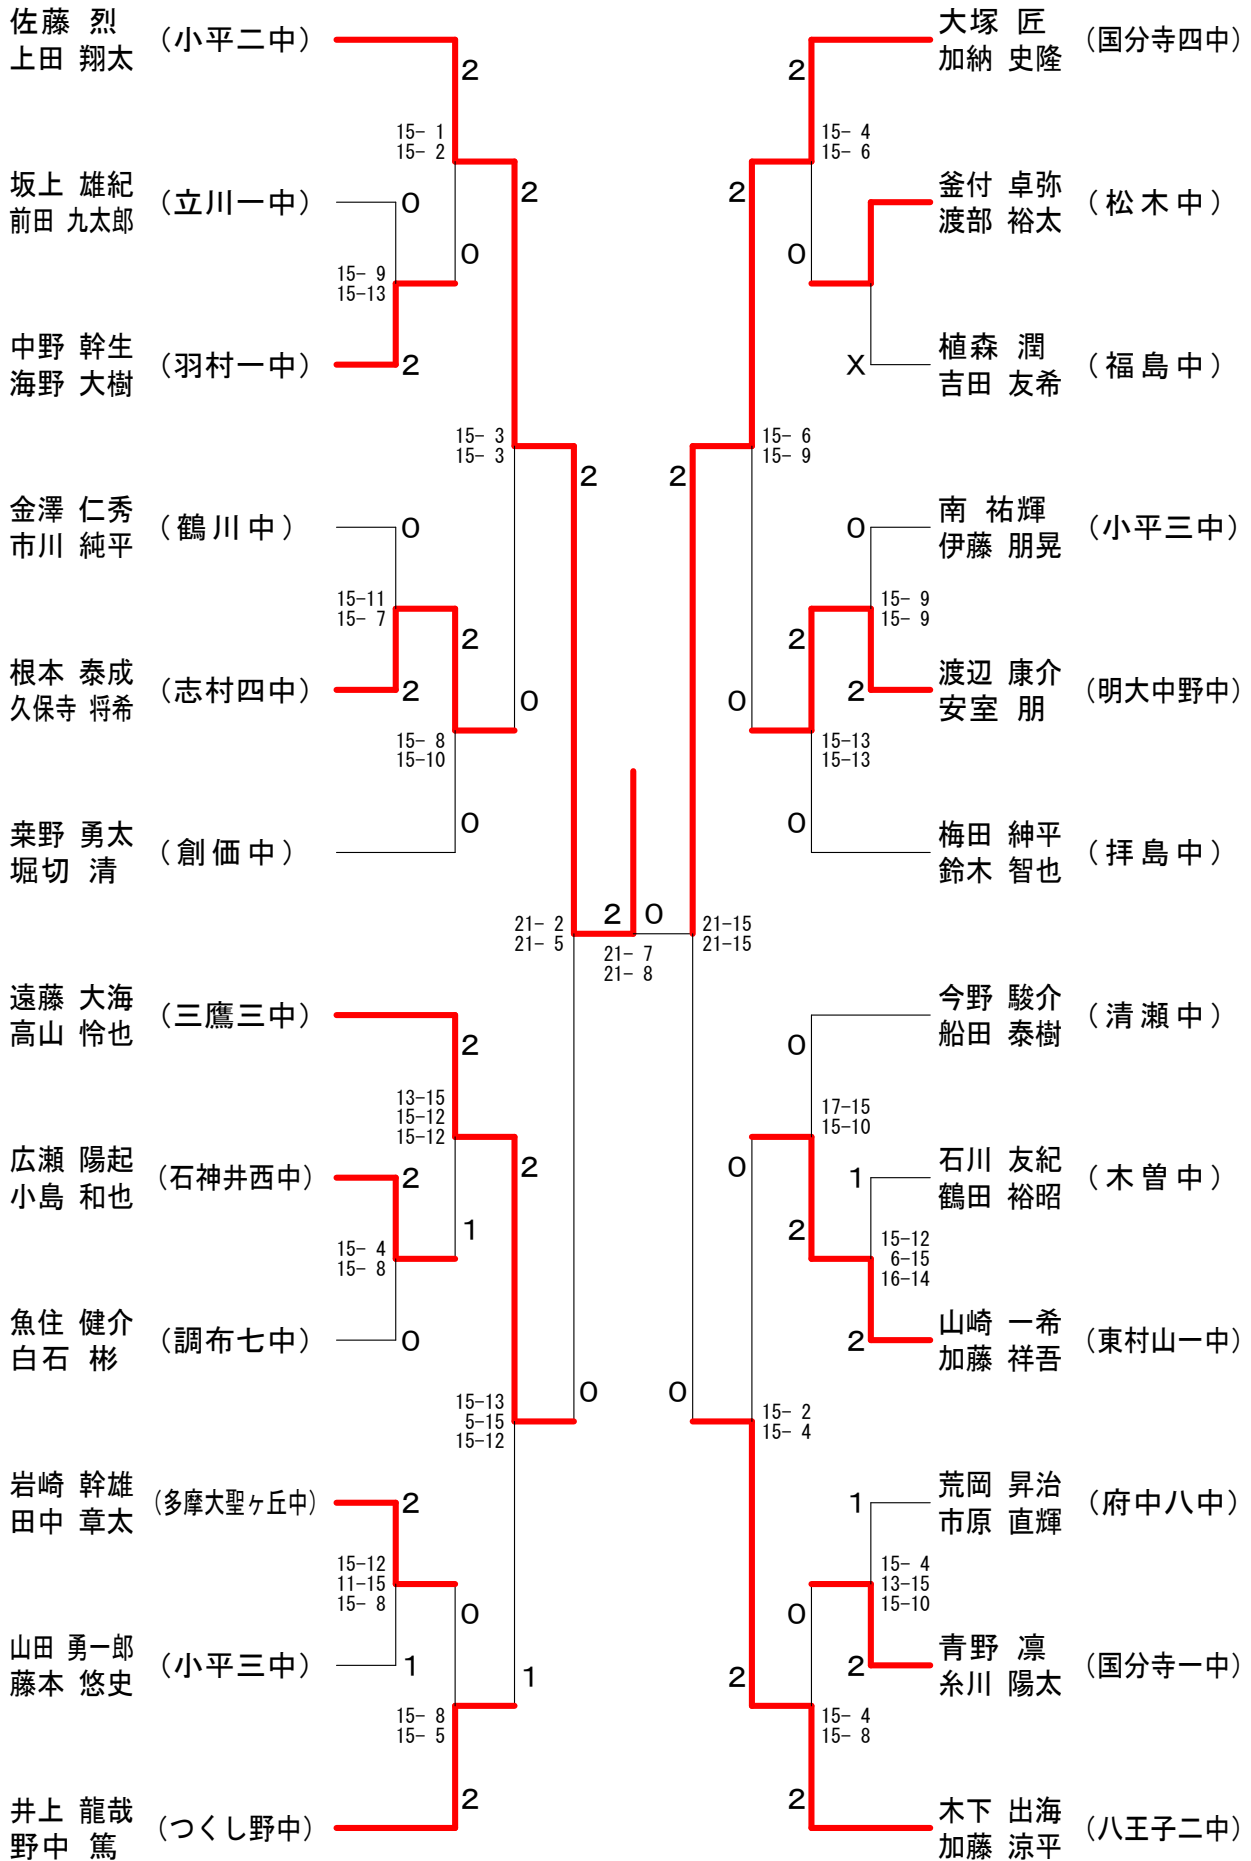 佐藤 烈
上田 翔太
(小平二中)
2
15- 1
15- 2
2
坂上 雄紀
前田 九太郎
(立川一中)
0
0
15- 9
15-13
中野 幹生
海野 大樹
(羽村一中)
2
15- 3
15- 3
2
金澤 仁秀
市川 純平
(鶴川中)
0
15-11
15- 7
2
根本 泰成
久保寺 将希
(志村四中)
2
0
15- 8
15-10
桒野 勇太
堀切 清
(創価中)
0
21- 2
21- 5
2
0
21- 7
21- 8
遠藤 大海
高山 怜也
(三鷹三中)
2
13-15
15-12
15-12
2
広瀬 陽起
小島 和也
(石神井西中)
2
1
15- 4
15- 8
魚住 健介
白石 彬
(調布七中)
0
15-13
5-15
15-12
0
岩崎 幹雄
田中 章太
(多摩大聖ヶ丘中)
2
15-12
11-15
15- 8
0
山田 勇一郎
藤本 悠史
(小平三中)
1
1
15- 8
15- 5
井上 龍哉
野中 篤
(つくし野中)
2
大塚 匠
加納 史隆
(国分寺四中)
2
15- 4
15- 6
2
釜付 卓弥
渡部 裕太
(松木中)
0
植森 潤
吉田 友希
(福島中)
X
15- 6
15- 9
2
南 祐輝
伊藤 朋晃
(小平三中)
0
15- 9
15- 9
2
渡辺 康介
安室 朋
(明大中野中)
2
0
15-13
15-13
梅田 紳平
鈴木 智也
(拝島中)
0
21-15
21-15
今野 駿介
船田 泰樹
(清瀬中)
0
17-15
15-10
0
石川 友紀
鶴田 裕昭
(木曽中)
1
2
15-12
6-15
16-14
山崎 一希
加藤 祥吾
(東村山一中)
2
0
15- 2
15- 4
荒岡 昇治
市原 直輝
(府中八中)
1
15- 4
13-15
15-10
0
青野 凛
糸川 陽太
(国分寺一中)
2
2
15- 4
15- 8
木下 出海
加藤 涼平
(八王子二中)
2